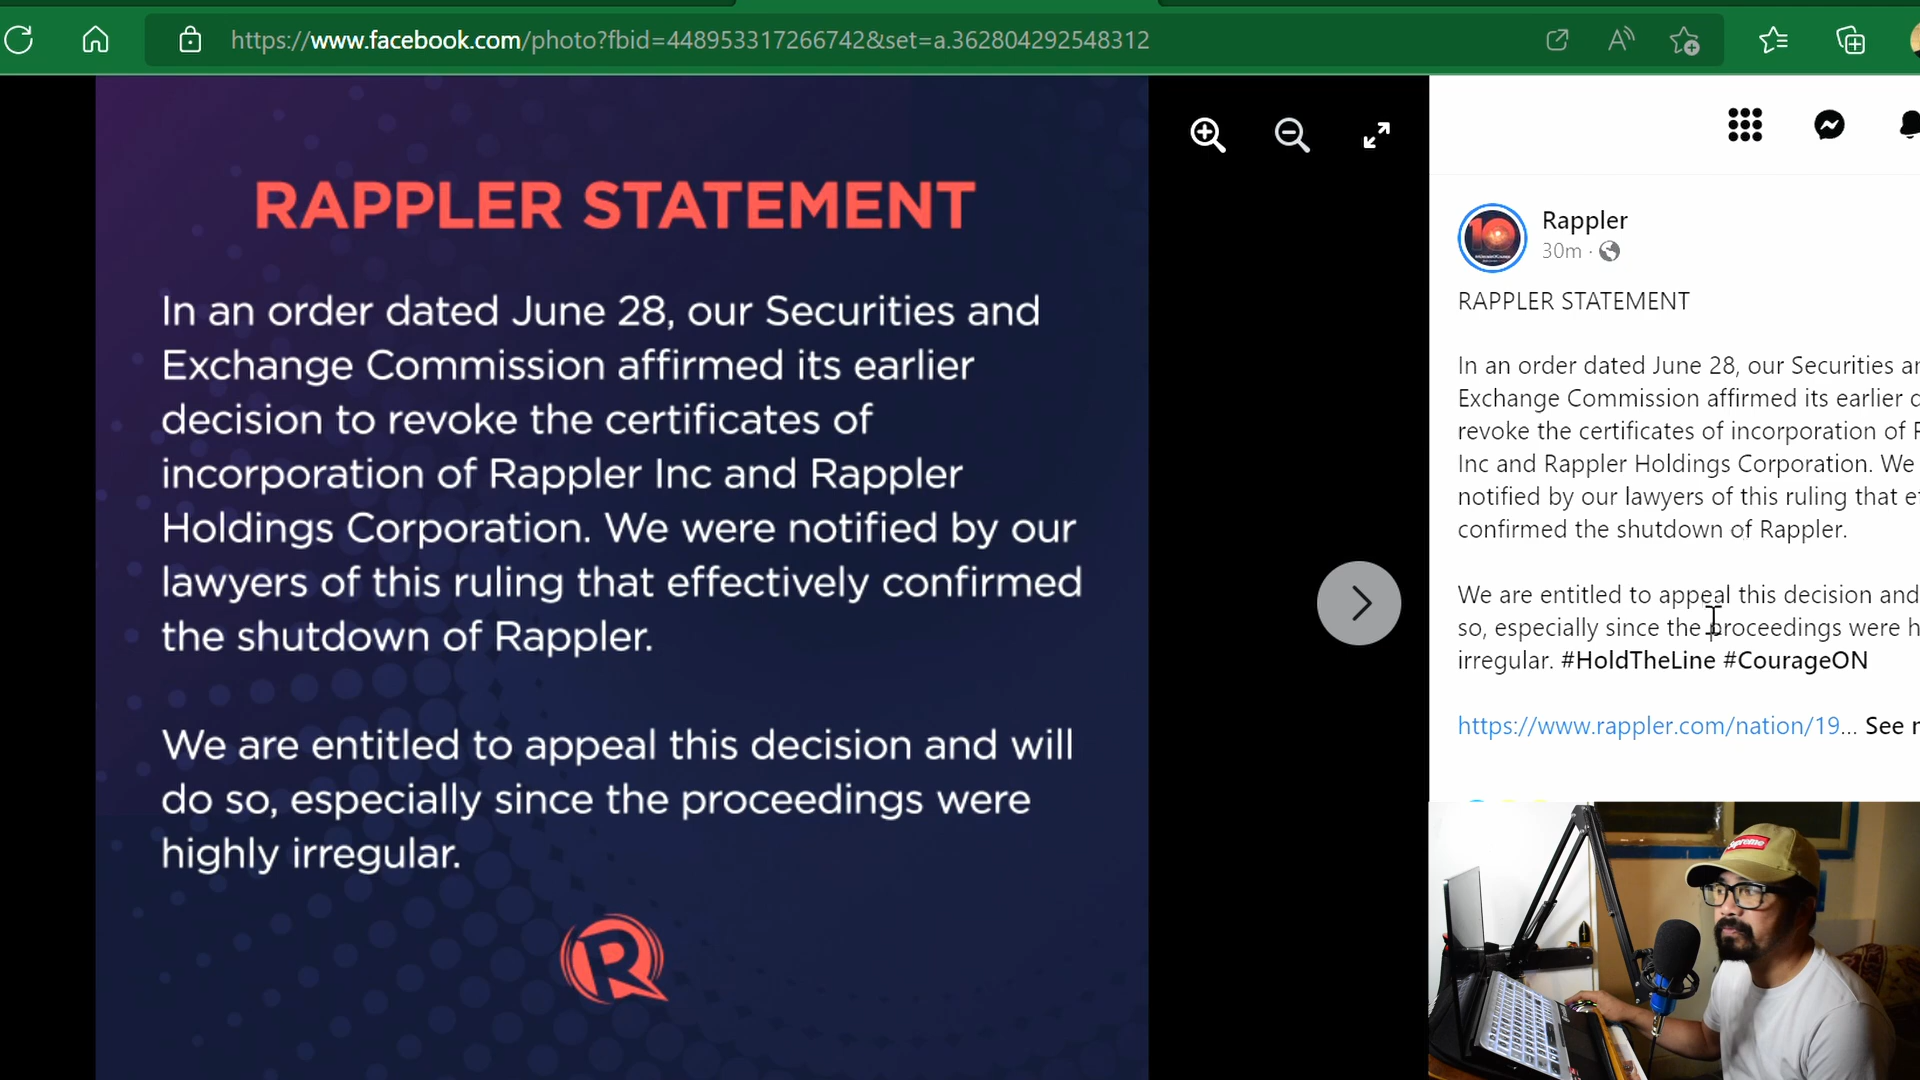 https://www.facebook.com/photo?fbid=448953317266742&set=a.362804292548312
RAPPLER STATEMENT
In an order dated June 28, our Securities and
Exchange Commission affirmed its earlier
decision to revoke the certificates of
incorporation of Rappler Inc and Rappler
Holdings Corporation. We were notified by our
lawyers of this ruling that effectively confirmed
the shutdown of Rappler.
We are entitled to appeal this decision and will
do so, especially since the proceedings were
highly irregular.
R
Rappler
30m ·
RAPPLER STATEMENT
In an order dated June 28, our Securities
Exchange Commission affirmed its earlier
revoke the certificates of incorporation of
Inc and Rappler Holdings Corporation. We
notified by our lawyers of this ruling that
confirmed the shutdown of Rappler.
We are entitled to appeal this decision and
so, especially since the proceedings were
irregular. #HoldTheLine #CourageON
https://www.rappler.com/nation/19... See
10
Supreme